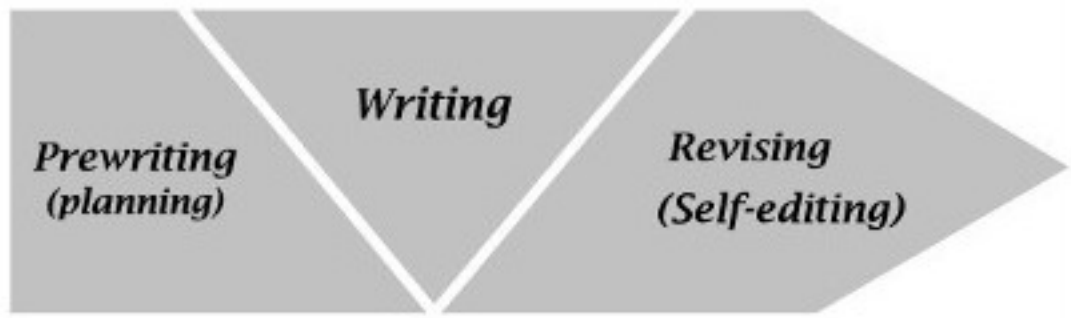 Prewriting
(planning)
Writing
Revising
(Self-editing)